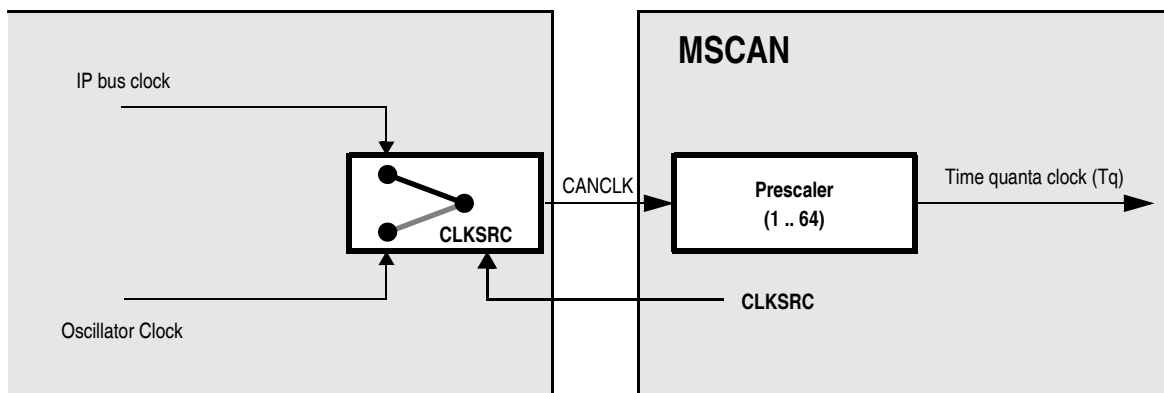 MSCAN
IP bus clock
CANCLK
Prescaler
(1 .. 64)
Time quanta clock (Tq)
CLKSRC
CLKSRC
Oscillator Clock